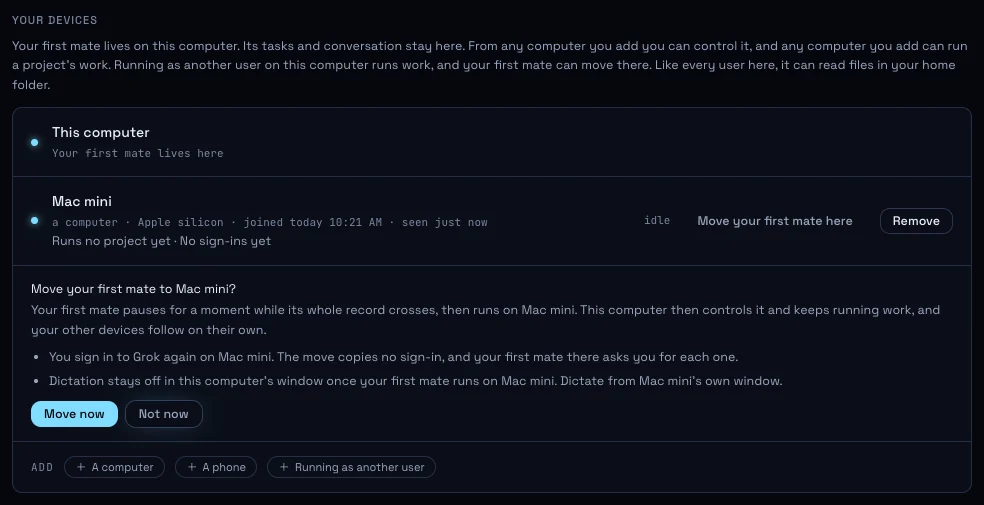 YOUR DEVICES
Your first mate lives on this computer. Its tasks and conversation stay here. From any computer you add you can control it, and any computer you add can run
a project's work. Running as another user on this computer runs work, and your first mate can move there. Like every user here, it can read files in your home
folder.
This computer
Your first mate lives here
Mac mini
a computer · Apple silicon · joined today 10:21 AM · seen just now
Runs no project yet · No sign-ins yet
idle
Move your first mate here
Remove
Move your first mate to Mac mini?
Your first mate pauses for a moment while its whole record crosses, then runs on Mac mini. This computer then controls it and keeps running work, and
your other devices follow on their own.
• You sign in to Grok again on Mac mini. The move copies no sign-in, and your first mate there asks you for each one.
• Dictation stays off in this computer's window once your first mate runs on Mac mini. Dictate from Mac mini's own window.
Move now
Not now
ADD
+ A computer
+ A phone
+ Running as another user